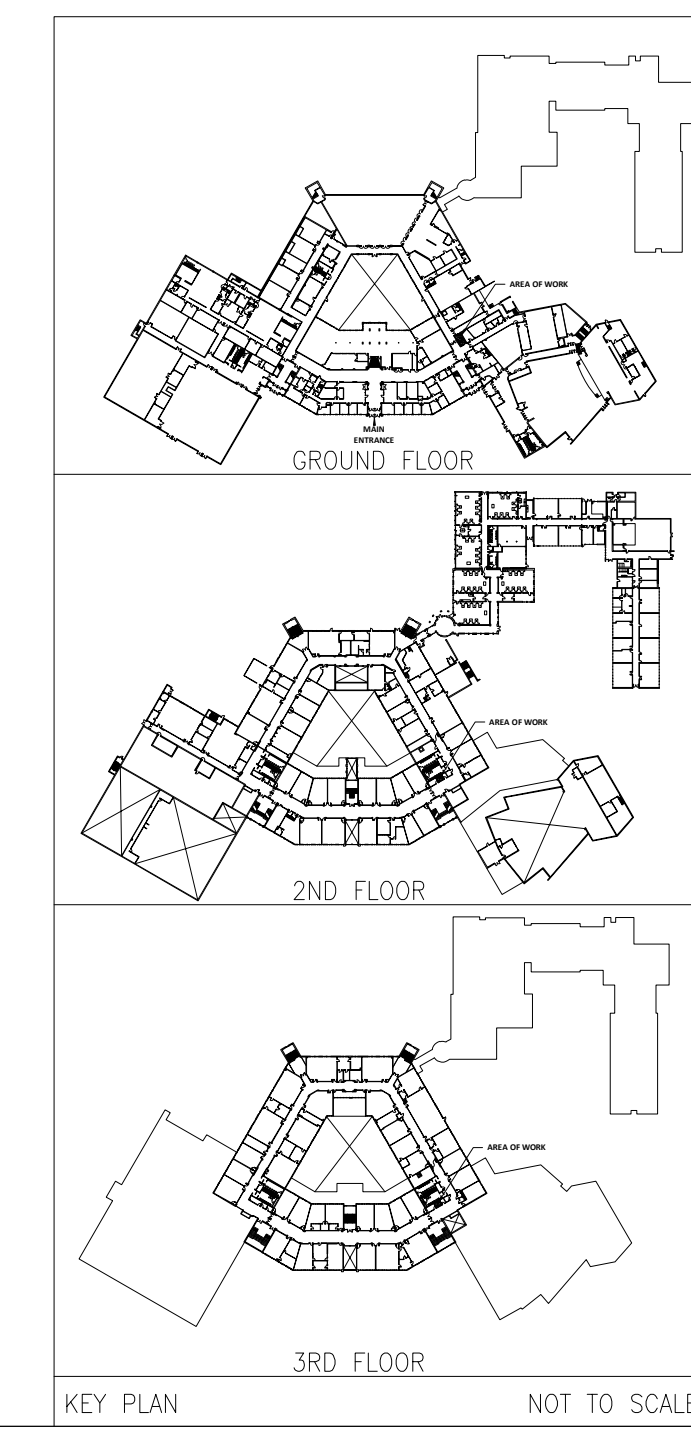 AREA OF WORK
MAIN
ENTRANCE
GROUND FLOOR
AREA OF WORK
2ND FLOOR
AREA OF WORK
3RD FLOOR
KEY PLAN
NOT TO SCALE